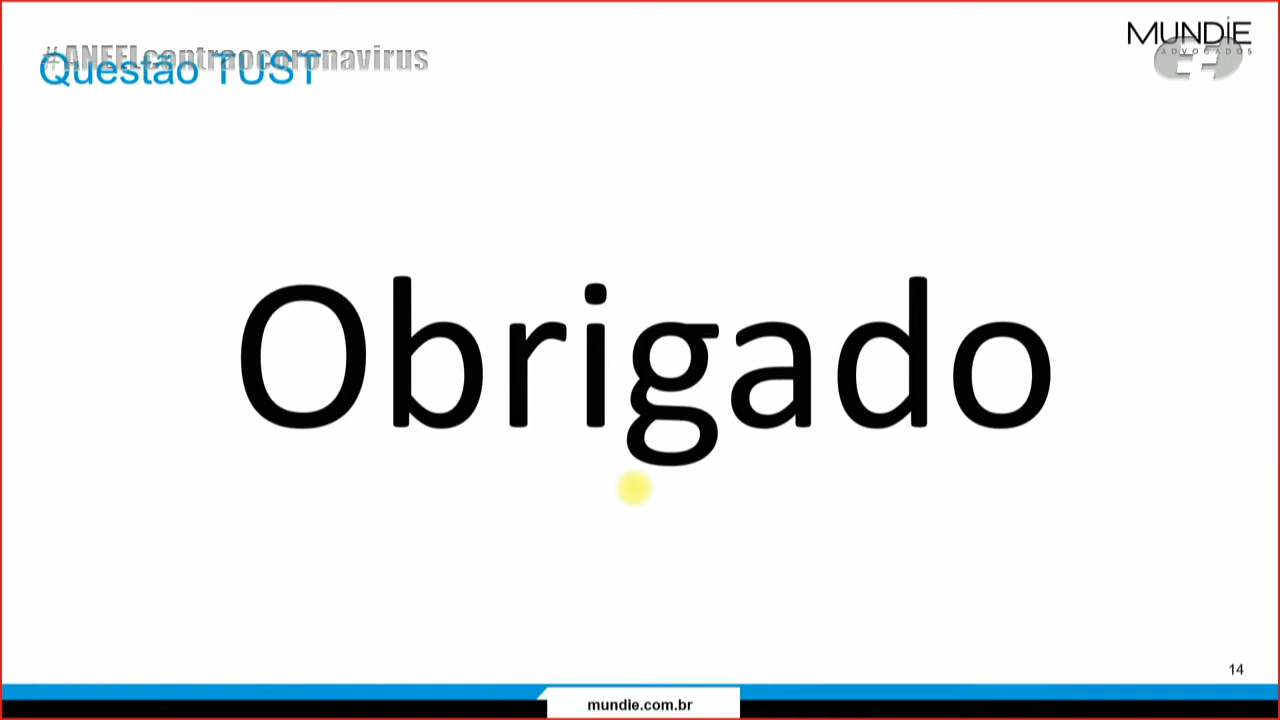 #ANEELcontraocoronavirus
Questão TUST
MUNDiE
ADVOGADOS
Obrigado
14
mundie.com.br